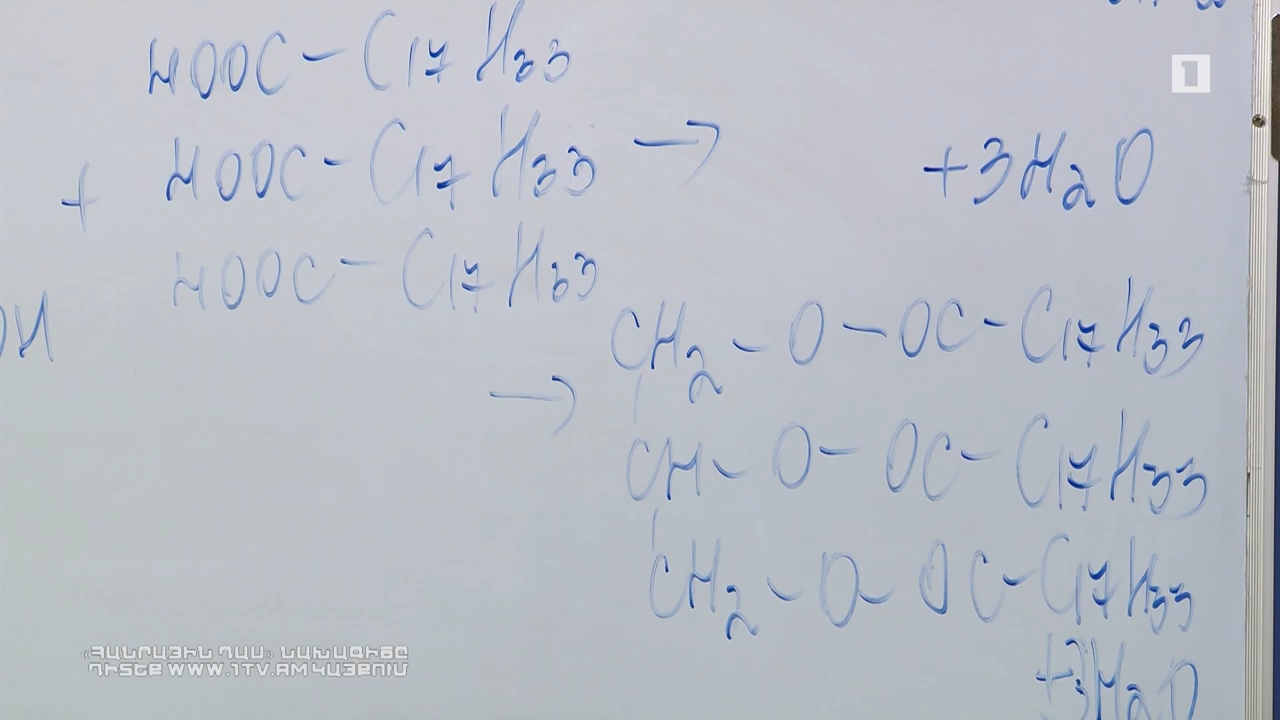 HOOC - C17H33
1
+ HOOC - C17H33 → +3H2O
HOOC - C17H33
OH
CH2 - O - OC - C17H33
→
CH - O - OC - C17H33
CH2 - O - OC - C17H33
+3H2O
«ՀԱՆՐԱՅԻՆ ԴԱՍ» ՆԱԽԱԳԻԾԸ
ԴԻՏԵՔ WWW.1TV.AM ԿԱՅՔՈՒՄ